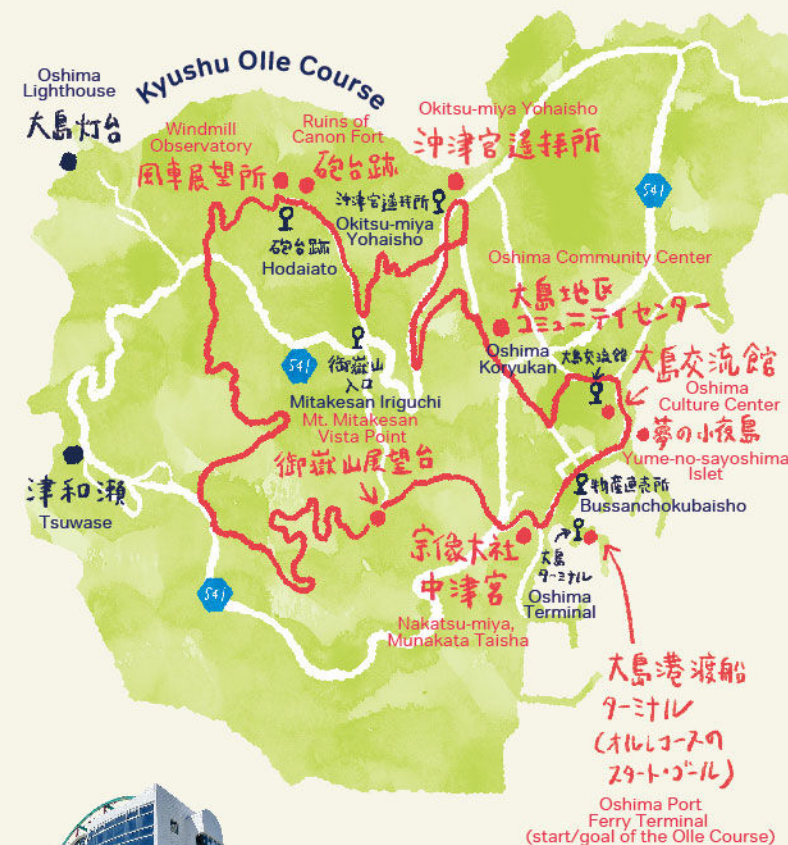 Kyushu Olle Course
Oshima
Lighthouse
大島灯台
Windmill
Observatory
風車展望所
Ruins of
Canon Fort
砲台跡
Okitsu-miya Yohaisho
沖津宮遥拝所
沖津宮遥拝所
Okitsu-miya
Yohaisho
砲台跡
Hodaiato
541
Oshima Community Center
大島地区
コミュニティセンター
御嶽山
入口
Mitakesan Iriguchi
541
Oshima
Koryukan
大島交流館
大島交流館
Oshima
Culture Center
Mt. Mitakesan
Vista Point
御嶽山展望台
夢の小夜島
Yume-no-sayoshima
Islet
津和瀬
Tsuwase
物産直売所
Bussanchokubaisho
宗像大社
中津宮
Nakatsu-miya,
Munakata Taisha
大島
ターミナル
Oshima
Terminal
541
大島港渡船
ターミナル
(オルレコースの
スタート・ゴール)
Oshima Port
Ferry Terminal
(start/goal of the Olle Course)